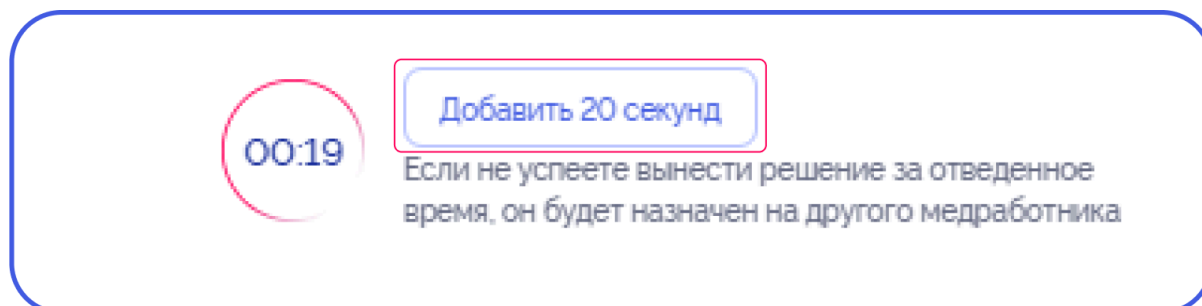 Добавить 20 секунд
00:19
Если не успеете вынести решение за отведенное
время, он будет назначен на другого медработника